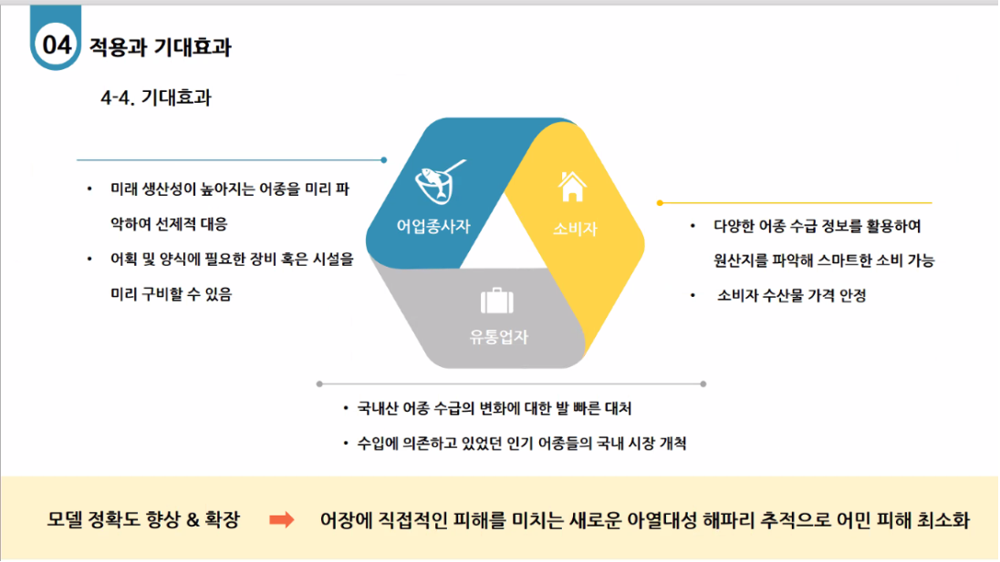 04 적용과 기대효과
4-4. 기대효과
어업종사자
소비자
유통업자
• 미래 생산성이 높아지는 어종을 미리 파
악하여 선제적 대응
• 어획 및 양식에 필요한 장비 혹은 시설을
미리 구비할 수 있음
• 다양한 어종 수급 정보를 활용하여
원산지를 파악해 스마트한 소비 가능
• 소비자 수산물 가격 안정
• 국내산 어종 수급의 변화에 대한 발 빠른 대처
• 수입에 의존하고 있었던 인기 어종들의 국내 시장 개척
모델 정확도 향상 & 확장 ➡ 어장에 직접적인 피해를 미치는 새로운 아열대성 해파리 추적으로 어민 피해 최소화